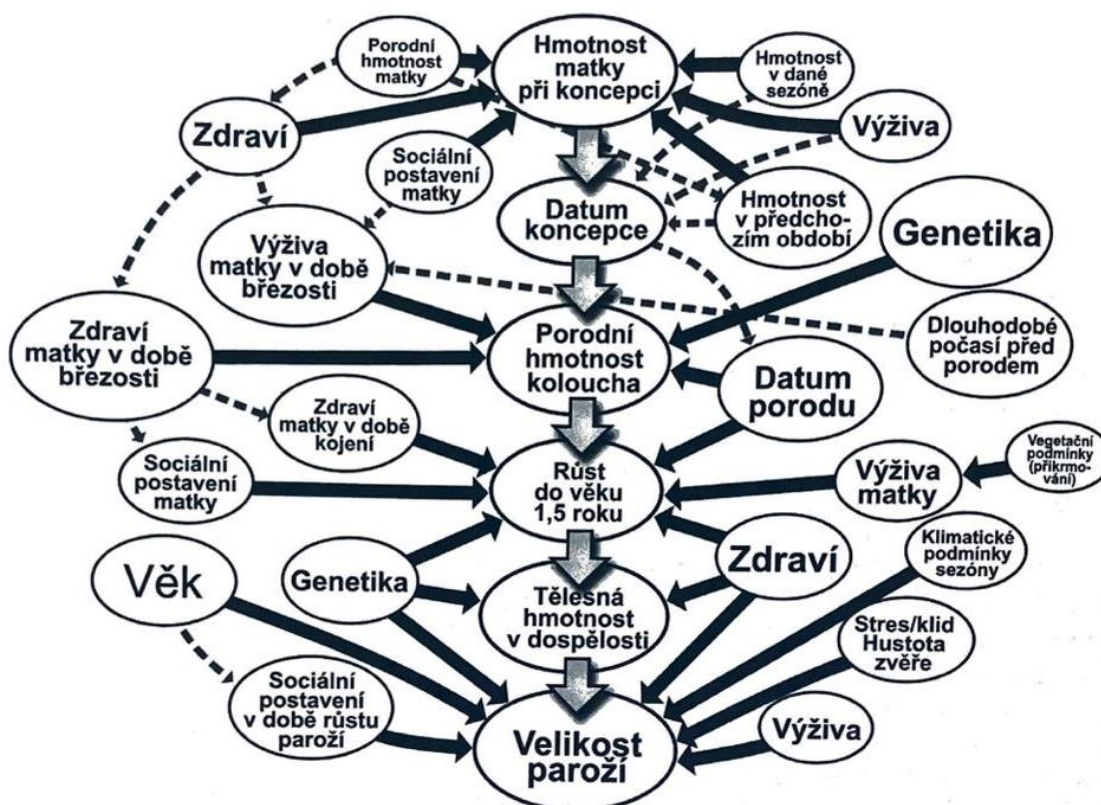 Porodní
hmotnost
matky
Hmotnost
matky
při koncepci
Hmotnost
v dané
sezóně
Zdraví
Výživa
Sociální
postavení
matky
Datum
koncepce
Hmotnost
v předcho-
zím období
Genetika
Výživa
matky v době
březosti
Zdraví
matky v době
březosti
Porodní
hmotnost
koloucha
Dlouhodobé
počasí před
porodem
Datum
porodu
Zdraví
matky v době
kojení
Sociální
postavení
matky
Růst
do věku
1,5 roku
Výživa
matky
Vegetační
podmínky
(přikrmo-
vání)
Věk
Genetika
Zdraví
Klimatické
podmínky
sezóny
Tělesná
hmotnost
v dospělosti
Stres/klid
Hustota
zvěře
Sociální
postavení
v době růstu
paroží
Velikost
paroží
Výživa